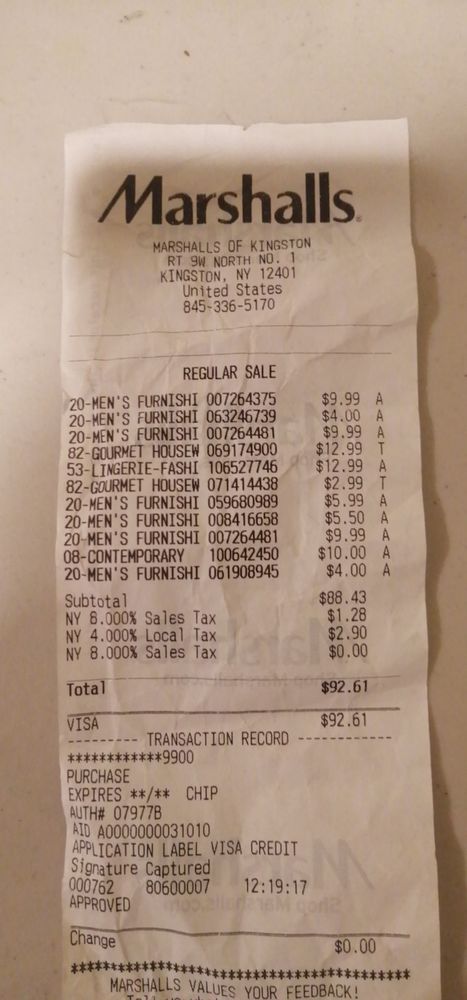 Marshalls
MARSHALLS OF KINGSTON
RT 9W NORTH NO. 1
KINGSTON, NY 12401
United States
845-336-5170
REGULAR SALE
20-MEN'S FURNISHI 007264375 $9.99 A
20-MEN'S FURNISHI 063246739 $4.00 A
20-MEN'S FURNISHI 007264481 $9.99 A
82-GOURMET HOUSEW 069174900 $12.99 T
53-LINGERIE-FASHI 106527746 $12.99 A
82-GOURMET HOUSEW 071414438 $2.99 T
20-MEN'S FURNISHI 059680989 $5.99 A
20-MEN'S FURNISHI 008416658 $5.50 A
20-MEN'S FURNISHI 007264481 $9.99 A
08-CONTEMPORARY 100642450 $10.00 A
20-MEN'S FURNISHI 061908945 $4.00 A
Subtotal $88.43
NY 8.000% Sales Tax $1.28
NY 4.000% Local Tax $2.90
NY 8.000% Sales Tax $0.00
Total $92.61
VISA $92.61
--------- TRANSACTION RECORD ------------
************9900
PURCHASE
EXPIRES **/** CHIP
AUTH# 07977B
AID A0000000031010
APPLICATION LABEL VISA CREDIT
Signature Captured
000762 80600007 12:19:17
APPROVED
Change $0.00
*****************************************
MARSHALLS VALUES YOUR FEEDBACK!